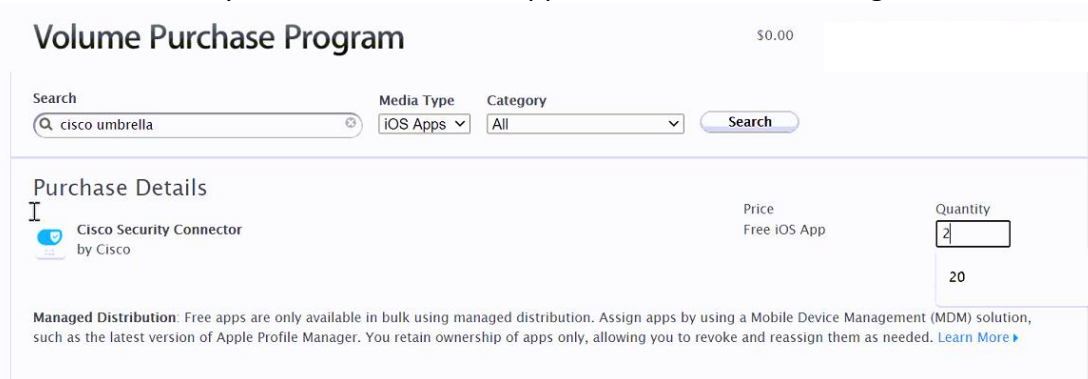 Volume Purchase Program
$0.00
Search
Media Type
Category
cisco umbrella
iOS Apps
All
Search
Purchase Details
Price
Quantity
Cisco Security Connector
Free iOS App
2
by Cisco
20
Managed Distribution: Free apps are only available in bulk using managed distribution. Assign apps by using a Mobile Device Management (MDM) solution,
such as the latest version of Apple Profile Manager. You retain ownership of apps only, allowing you to revoke and reassign them as needed. Learn More